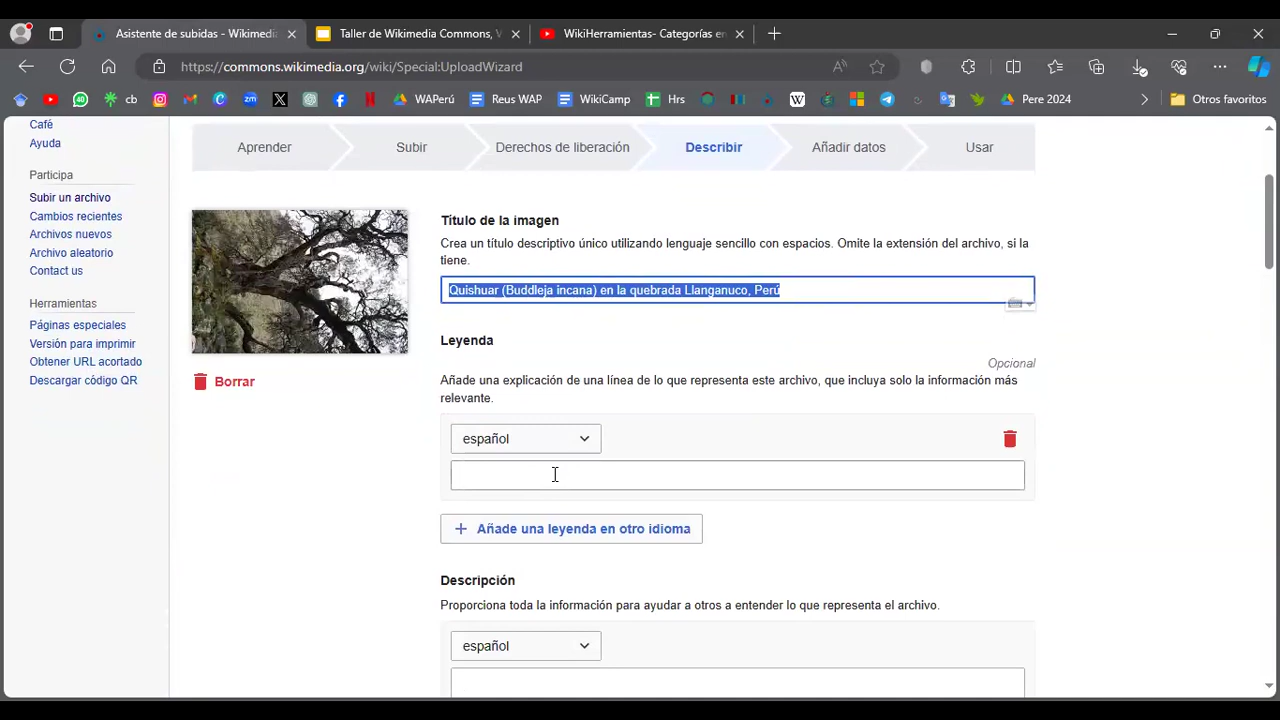 Asistente de subidas - Wikimedi
Taller de Wikimedia Commons, V
WikiHerramientas- Categorías en
https://commons.wikimedia.org/wiki/Special:UploadWizard
cb
WAPerú
Reus WAP
WikiCamp
Hrs
Pere 2024
Otros favoritos
Café
Ayuda
Participa
Subir un archivo
Cambios recientes
Archivos nuevos
Archivo aleatorio
Contact us
Herramientas
Páginas especiales
Versión para imprimir
Obtener URL acortado
Descargar código QR
Aprender
Subir
Derechos de liberación
Describir
Añadir datos
Usar
Borrar
Título de la imagen
Crea un título descriptivo único utilizando lenguaje sencillo con espacios. Omite la extensión del archivo, si la
tiene.
Quishuar (Buddleja incana) en la quebrada Llanganuco, Perú
Leyenda
Opcional
Añade una explicación de una línea de lo que representa este archivo, que incluya solo la información más
relevante.
español
Añade una leyenda en otro idioma
Descripción
Proporciona toda la información para ayudar a otros a entender lo que representa el archivo.
español